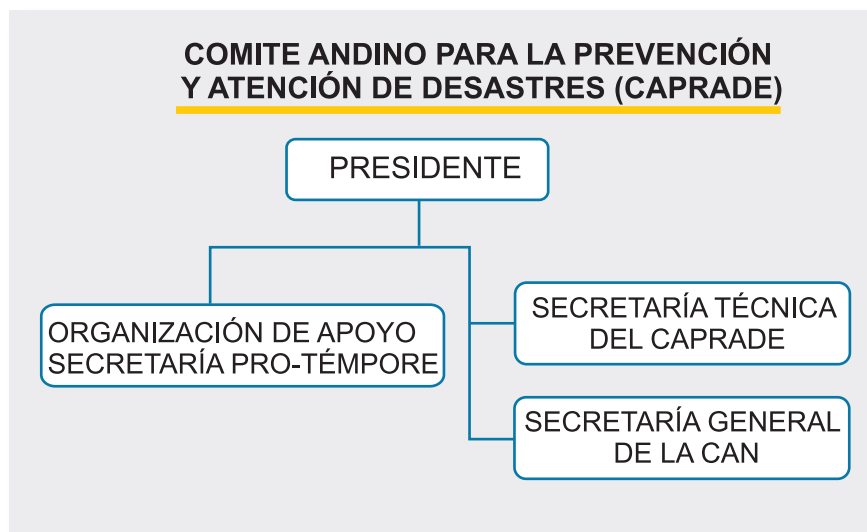 COMITE ANDINO PARA LA PREVENCIÓN
Y ATENCIÓN DE DESASTRES (CAPRADE)
PRESIDENTE
ORGANIZACIÓN DE APOYO
SECRETARÍA PRO-TÉMPORE
SECRETARÍA TÉCNICA
DEL CAPRADE
SECRETARÍA GENERAL
DE LA CAN